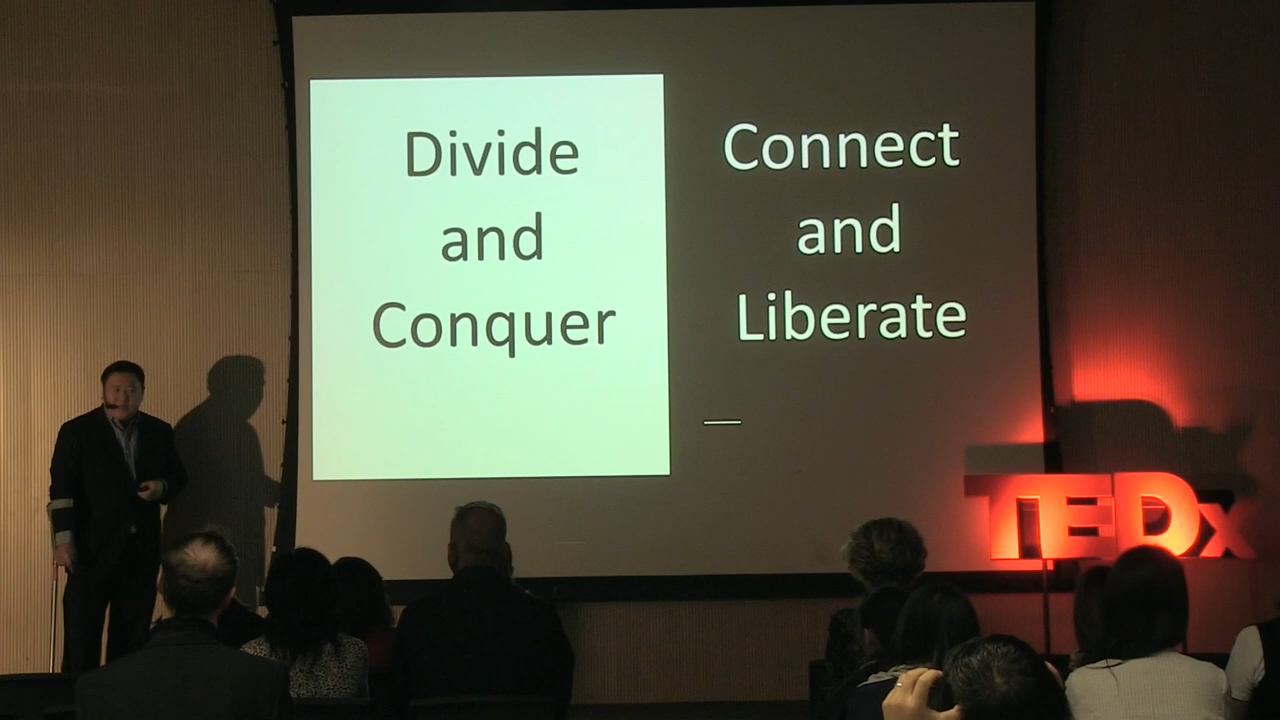 Divide
and
Conquer
Connect
and
Liberate
TEDx